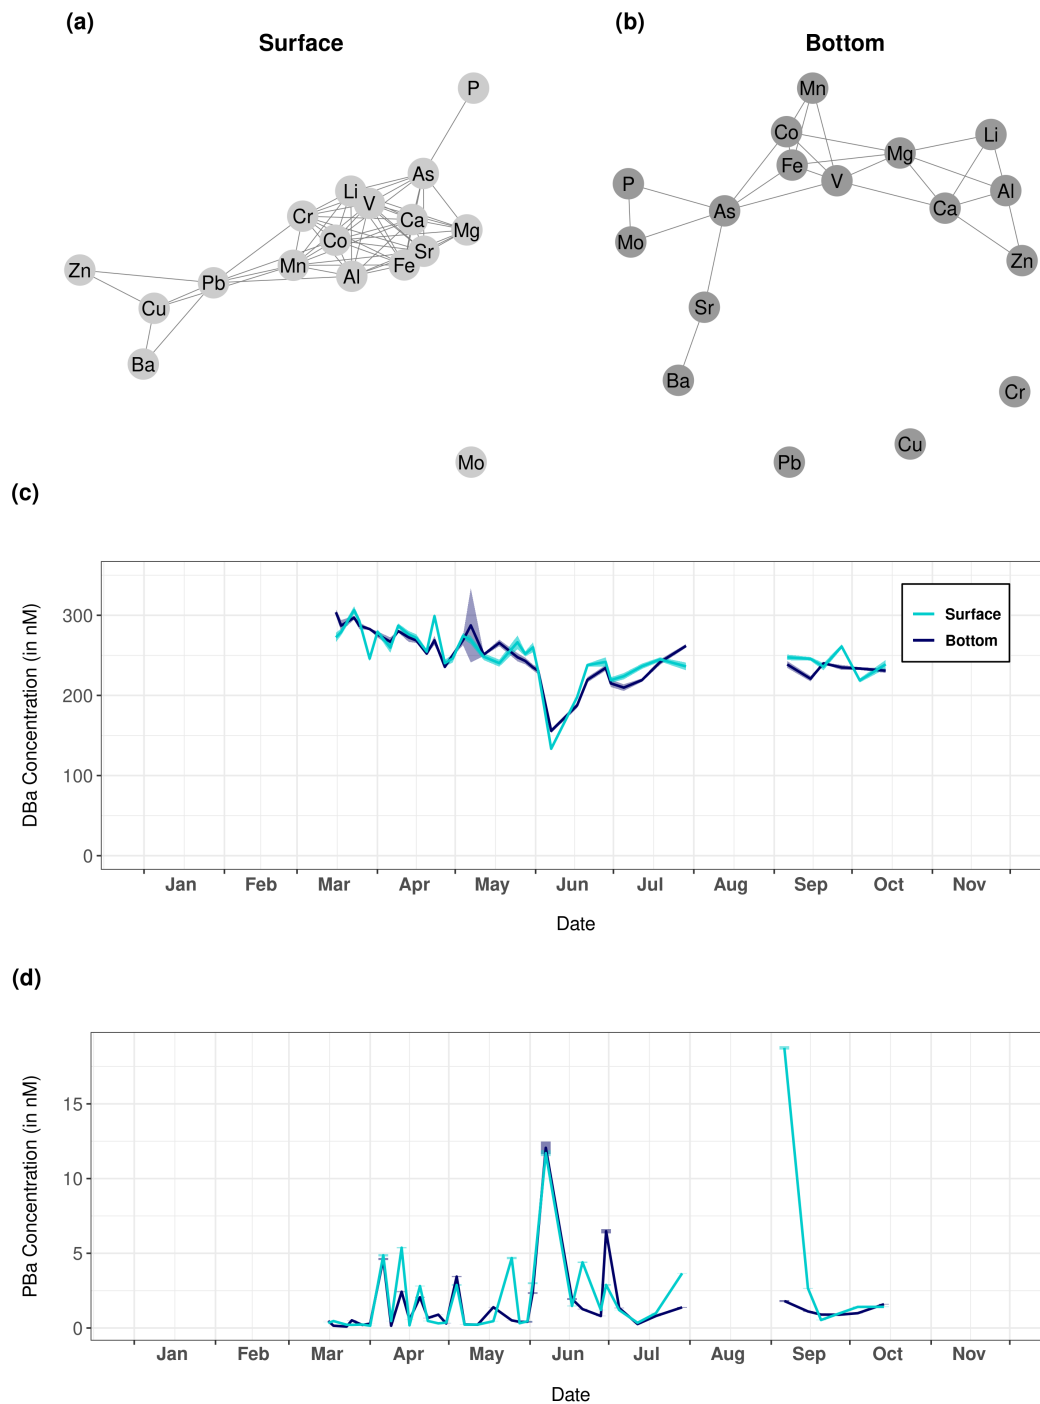 (a)
Surface
P
As
Li
V
Cr
Ca
Mg
Co
Sr
Mn
Fe
Al
Zn
Pb
Cu
Ba
Mo
(b)
Bottom
Mn
Co
Li
Mg
Fe
V
P
Al
As
Ca
Mo
Zn
Sr
Ba
Cr
Cu
Pb
(c)
DBa Concentration (in nM)
300
200
100
0
Surface
Bottom
Jan Feb Mar Apr May Jun Jul Aug Sep Oct Nov
Date
(d)
PBa Concentration (in nM)
15
10
5
0
Jan Feb Mar Apr May Jun Jul Aug Sep Oct Nov
Date